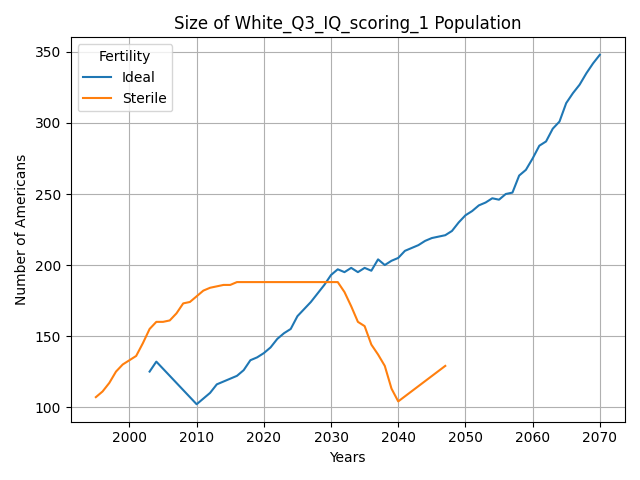 Size of White_Q3_IQ_scoring_1 Population
Fertility
Ideal
Sterile
Number of Americans
350
300
250
200
150
100
2000 2010 2020 2030 2040 2050 2060 2070
Years